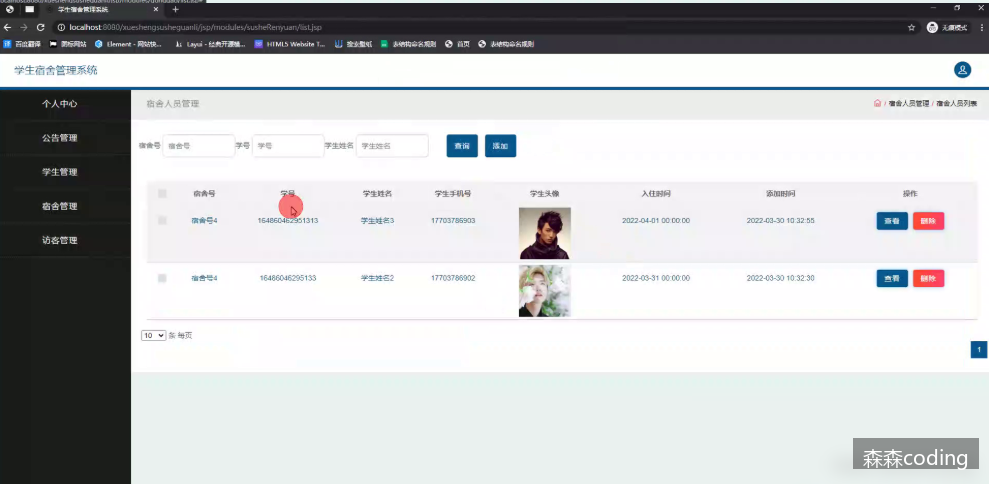 学生宿舍管理系统
localhost:8080/xueshengsusheguanli/jsp/modules/susheRenyuan/list.jsp
无痕模式
百度翻译 图标网站 Element - 网站快... Layui - 经典开源模... HTML5 Website T... 搜索壁纸 表结构命名规则 首页 表结构命名规则
学生宿舍管理系统
个人中心
公告管理
学生管理
宿舍管理
访客管理
宿舍人员管理
/ 宿舍人员管理 / 宿舍人员列表
宿舍号 宿舍号 学号 学号 学生姓名 学生姓名 查询 添加
宿舍号 学号 学生姓名 学生手机号 学生头像 入住时间 添加时间 操作
宿舍号4 164860462951313 学生姓名3 17703786903 2022-04-01 00:00:00 2022-03-30 10:32:55 查看 删除
宿舍号4 16486046295133 学生姓名2 17703786902 2022-03-31 00:00:00 2022-03-30 10:32:30 查看 删除
10 条 每页
1
森森coding